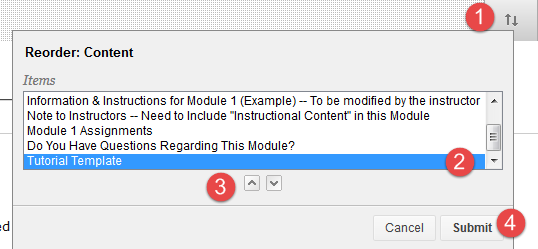 1
Reorder: Content
Items
Information & Instructions for Module 1 (Example) -- To be modified by the instructor
Note to Instructors -- Need to Include "Instructional Content" in this Module
Module 1 Assignments
Do You Have Questions Regarding This Module?
Tutorial Template
2
3
4
ed
Cancel
Submit